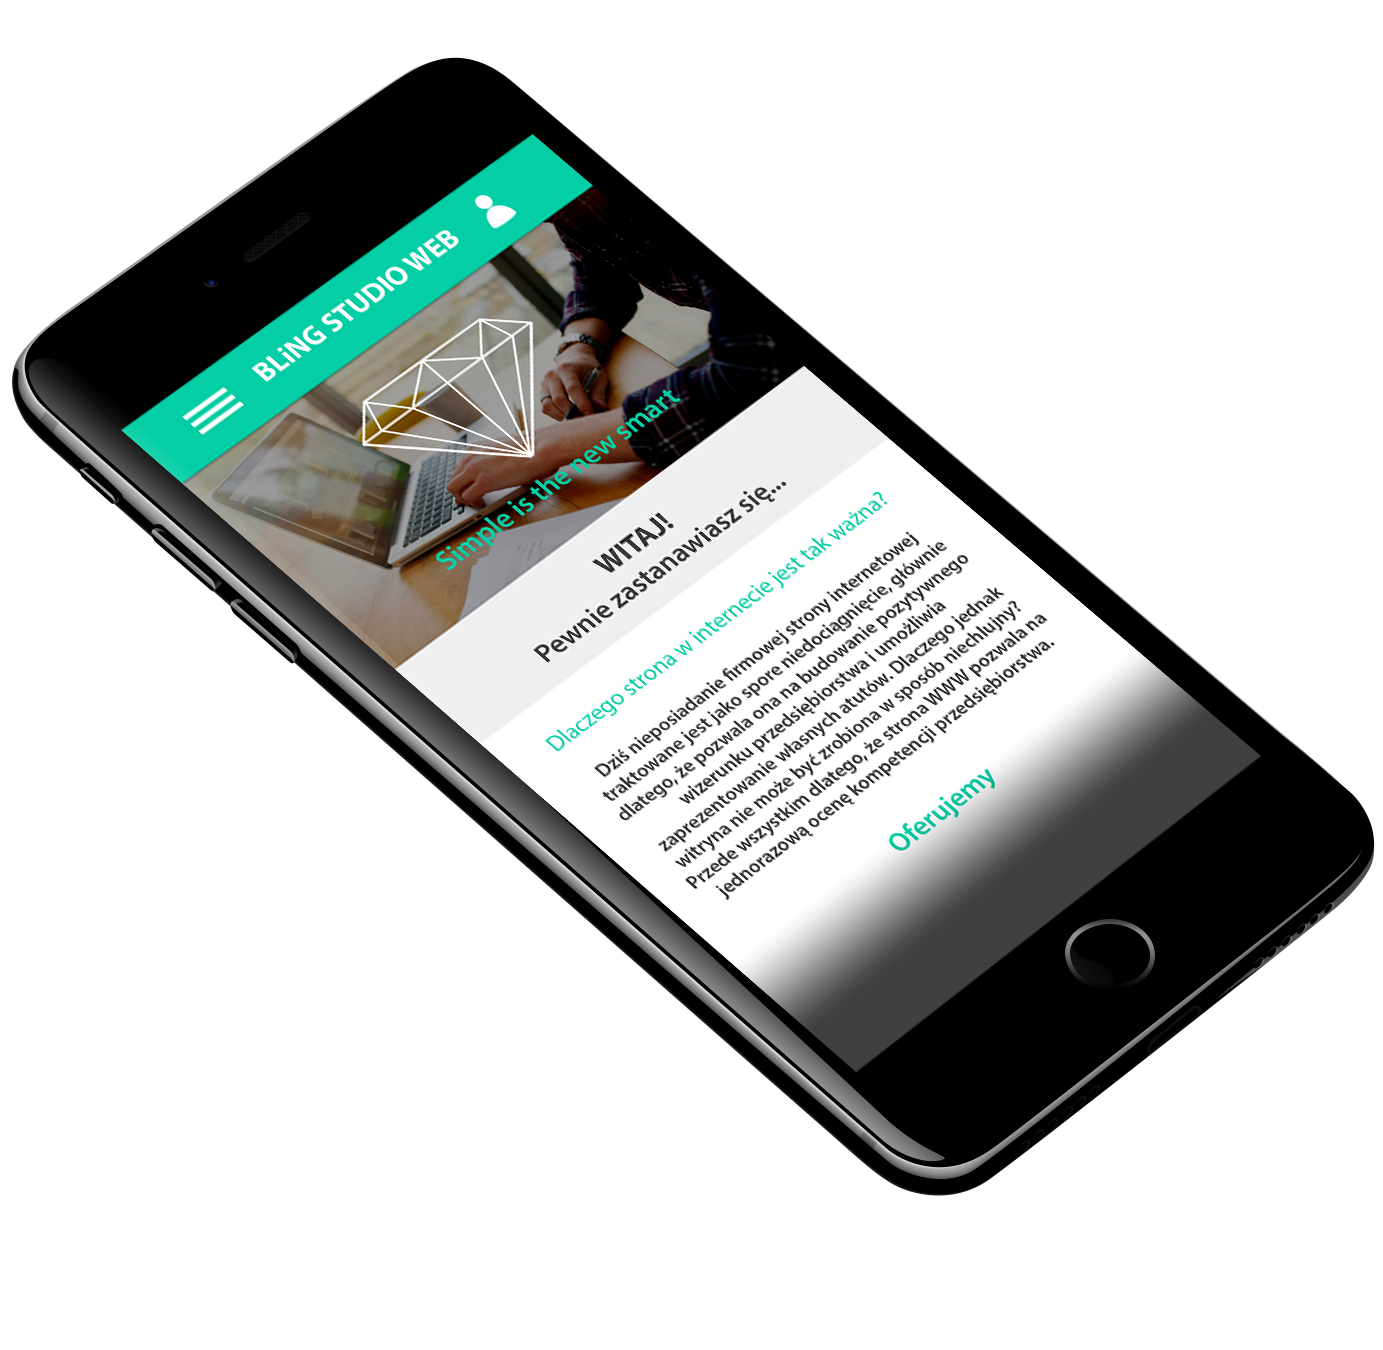 BLiNG STUDIO WEB
Simple is the new smart
WITAJ!
Pewnie zastanawiasz się...
Dlaczego strona w internecie jest tak ważna?
Dziś nieposiadanie firmowej strony internetowej
traktowane jest jako spore niedociągnięcie, głównie
dlatego, że pozwala ona na budowanie pozytywnego
wizerunku przedsiębiorstwa i umożliwia
zaprezentowanie własnych atutów. Dlaczego jednak
witryna nie może być zrobiona w sposób niechlujny?
Przede wszystkim dlatego, że strona WWW pozwala na
jednorazową ocenę kompetencji przedsiębiorstwa.
Oferujemy